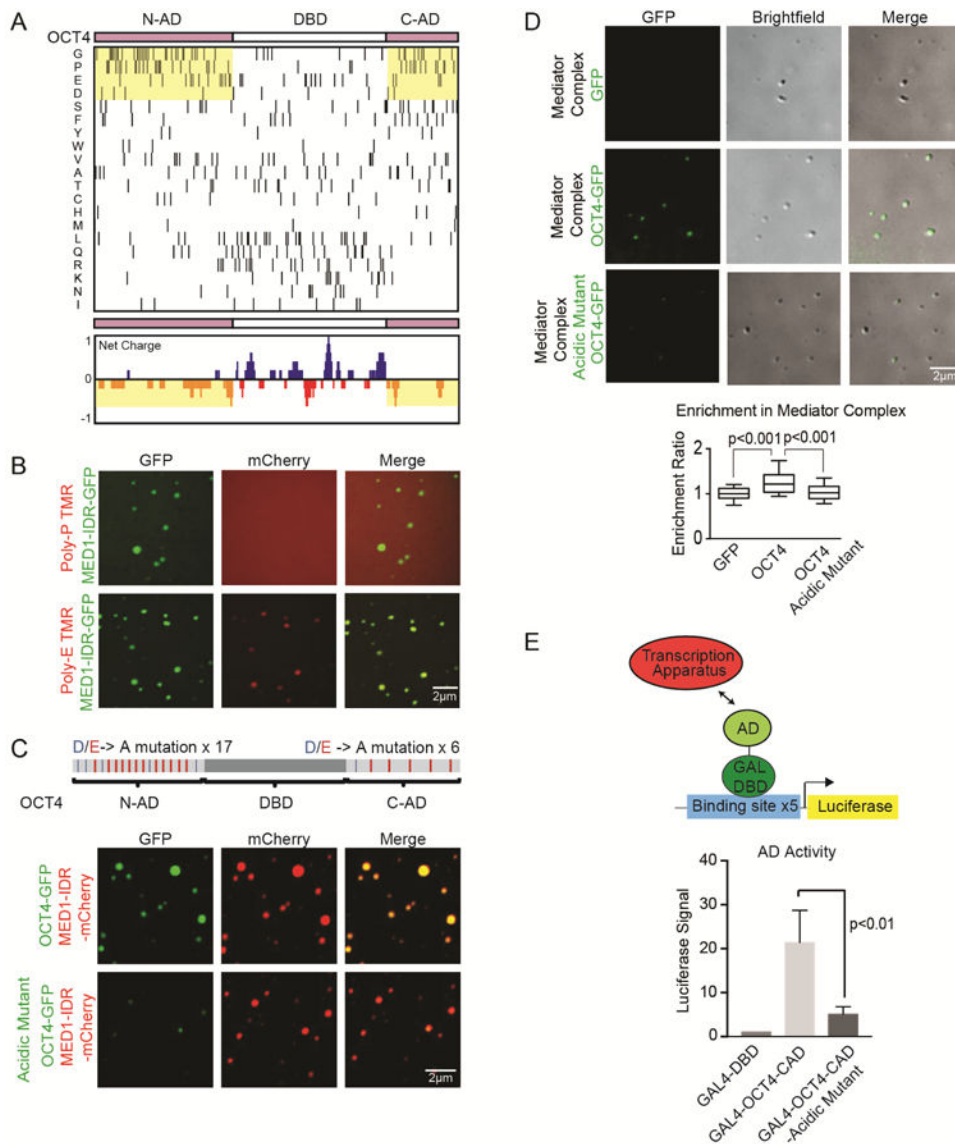 A
N-AD DBD C-AD
OCT4
G
P
E
D
S
F
Y
W
V
A
T
C
H
M
L
Q
R
K
N
I
Net Charge
1
0
-1
B
GFP mCherry Merge
Poly-P TMR
MED1-IDR-GFP
Poly-E TMR
MED1-IDR-GFP
2µm
C
D/E-> A mutation x 17 D/E-> A mutation x 6
OCT4 N-AD DBD C-AD
GFP mCherry Merge
OCT4-GFP
MED1-IDR
-mCherry
Acidic Mutant
OCT4-GFP
MED1-IDR
-mCherry
2µm
D
GFP Brightfield Merge
Mediator
Complex
GFP
Mediator
Complex
OCT4-GFP
Mediator
Complex
Acidic Mutant
OCT4-GFP
2µm
Enrichment in Mediator Complex
p<0.001 p<0.001
Enrichment Ratio
2
1
0
GFP
OCT4
OCT4
Acidic Mutant
E
Transcription
Apparatus
AD
GAL
DBD
Binding site x5 Luciferase
AD Activity
Luciferase Signal
40
30
20
10
0
p<0.01
GAL4-DBD
GAL4-OCT4-CAD
GAL4-OCT4-CAD
-Acidic Mutant